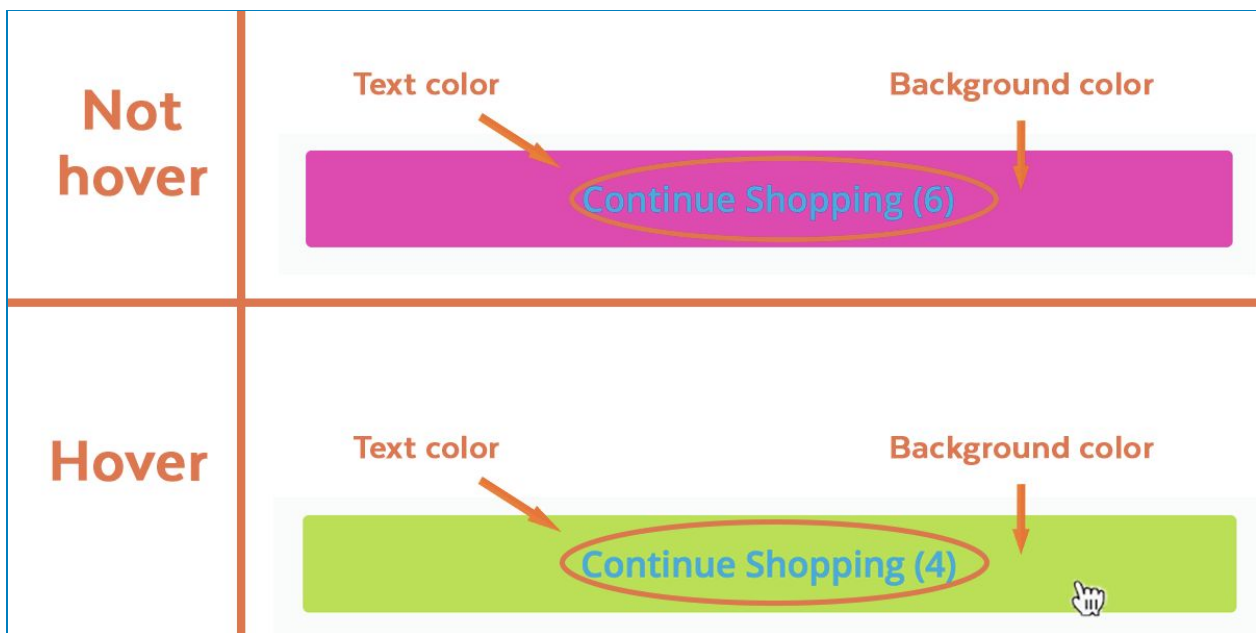 Not
hover
Text color
Background color
Continue Shopping (6)
Hover
Text color
Background color
Continue Shopping (4)